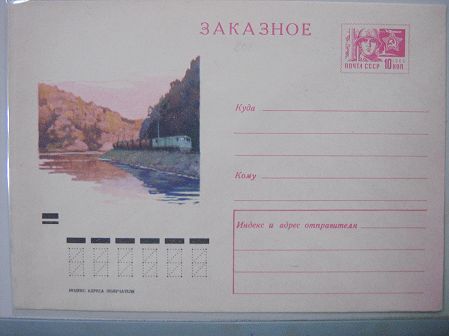 ЗАКАЗНОЕ
ПОЧТА СССР 10 КОП
Куда
Кому
Индекс и адрес отправителя
ИНДЕКС АДРЕСА ПОЛУЧАТЕЛЯ